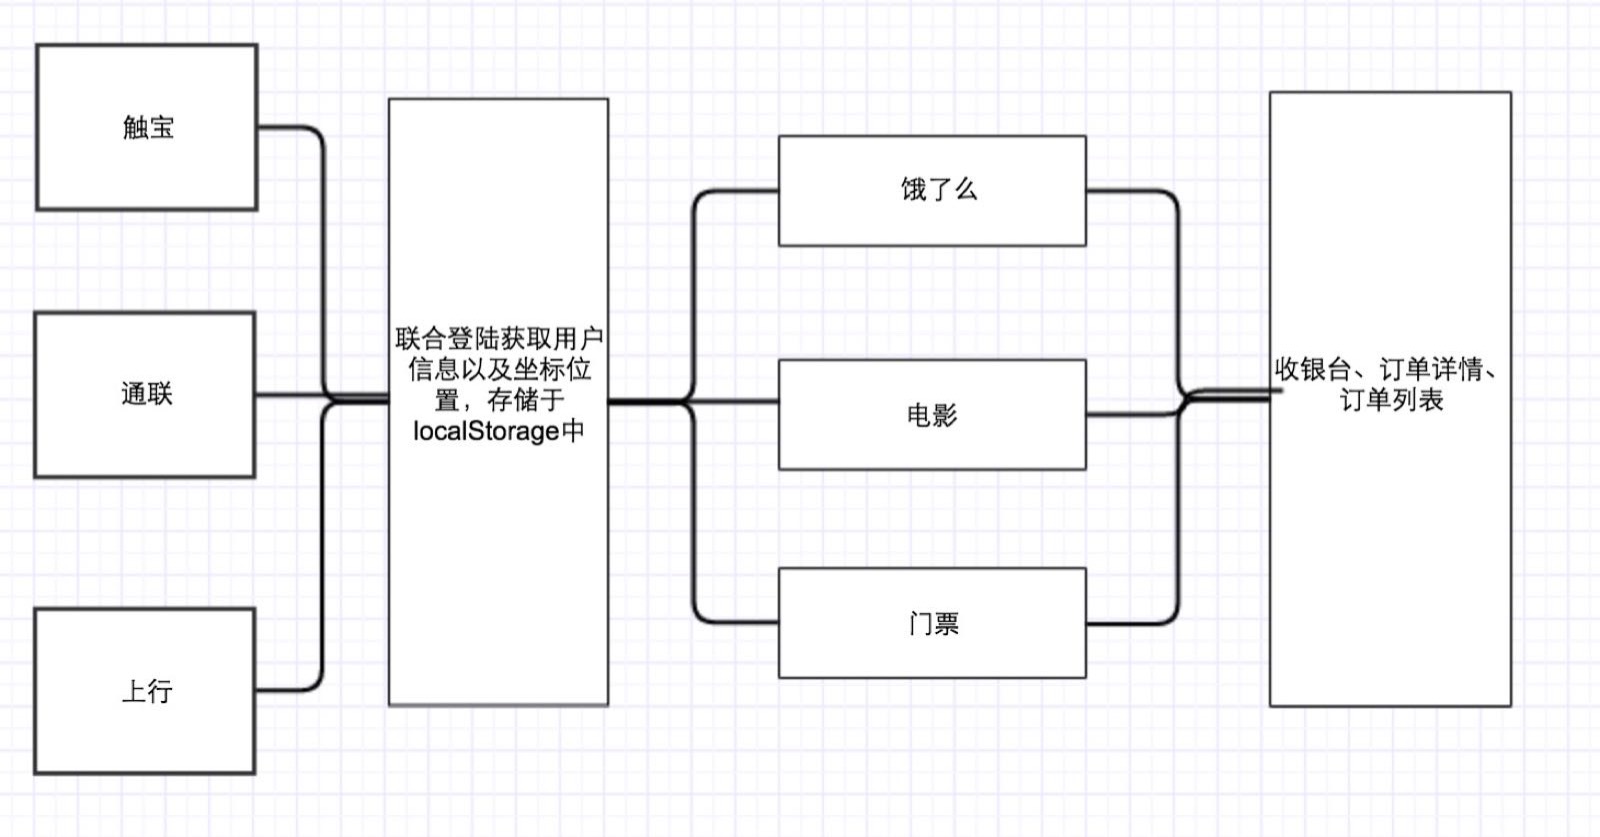 触宝
通联
上行
联合登陆获取用户
信息以及坐标位
置，存储于
localStorage中
饿了么
电影
门票
收银台、订单详情、
订单列表